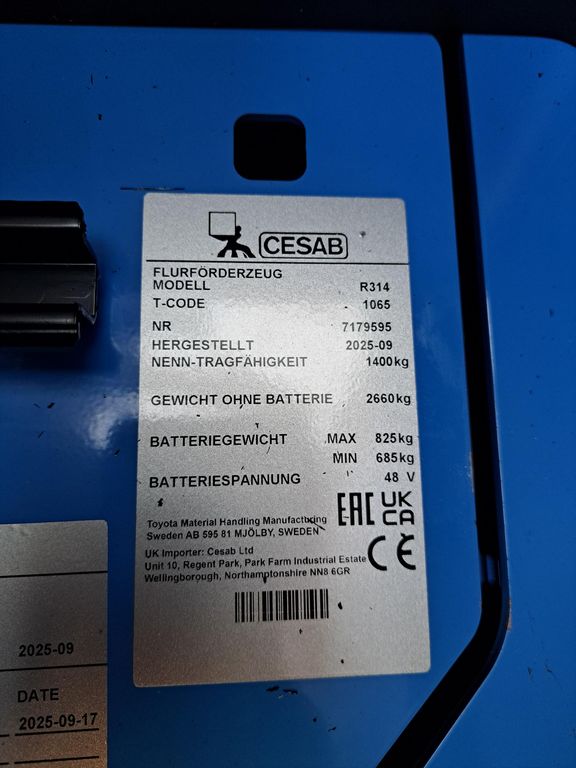 CESAB
FLURFÖRDERZEUG
MODELL R314
T-CODE 1065
NR 7179595
HERGESTELLT 2025-09
NENN-TRAGFÄHIGKEIT 1400kg
GEWICHT OHNE BATTERIE 2660kg
BATTERIEGEWICHT MAX 825kg
MIN 685kg
BATTERIESPANNUNG 48 V
EAC UK CA
Toyota Material Handling Manufacturing
Sweden AB 595 81 MJÖLBY, SWEDEN
CE
UK Importer: Cesab Ltd
Unit 10, Regent Park, Park Farm Industrial Estate
Wellingborough, Northamptonshire NN8 6GR
2025-09
DATE
2025-09-17